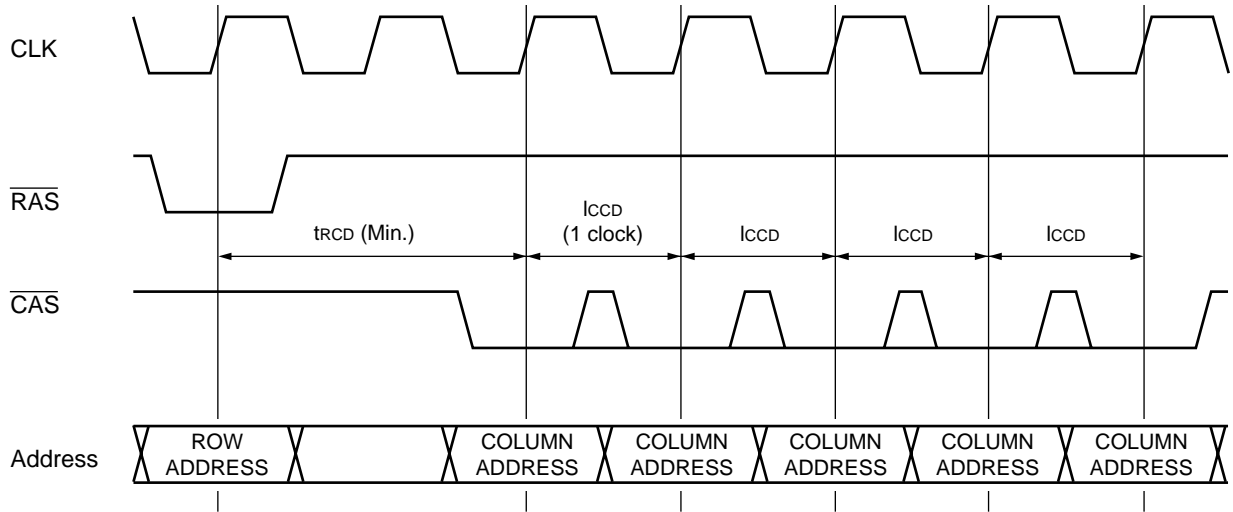 CLK
RAS
tRCD (Min.)
lCCD
(1 clock)
lCCD
lCCD
lCCD
CAS
Address
ROW
ADDRESS
COLUMN
ADDRESS
COLUMN
ADDRESS
COLUMN
ADDRESS
COLUMN
ADDRESS
COLUMN
ADDRESS